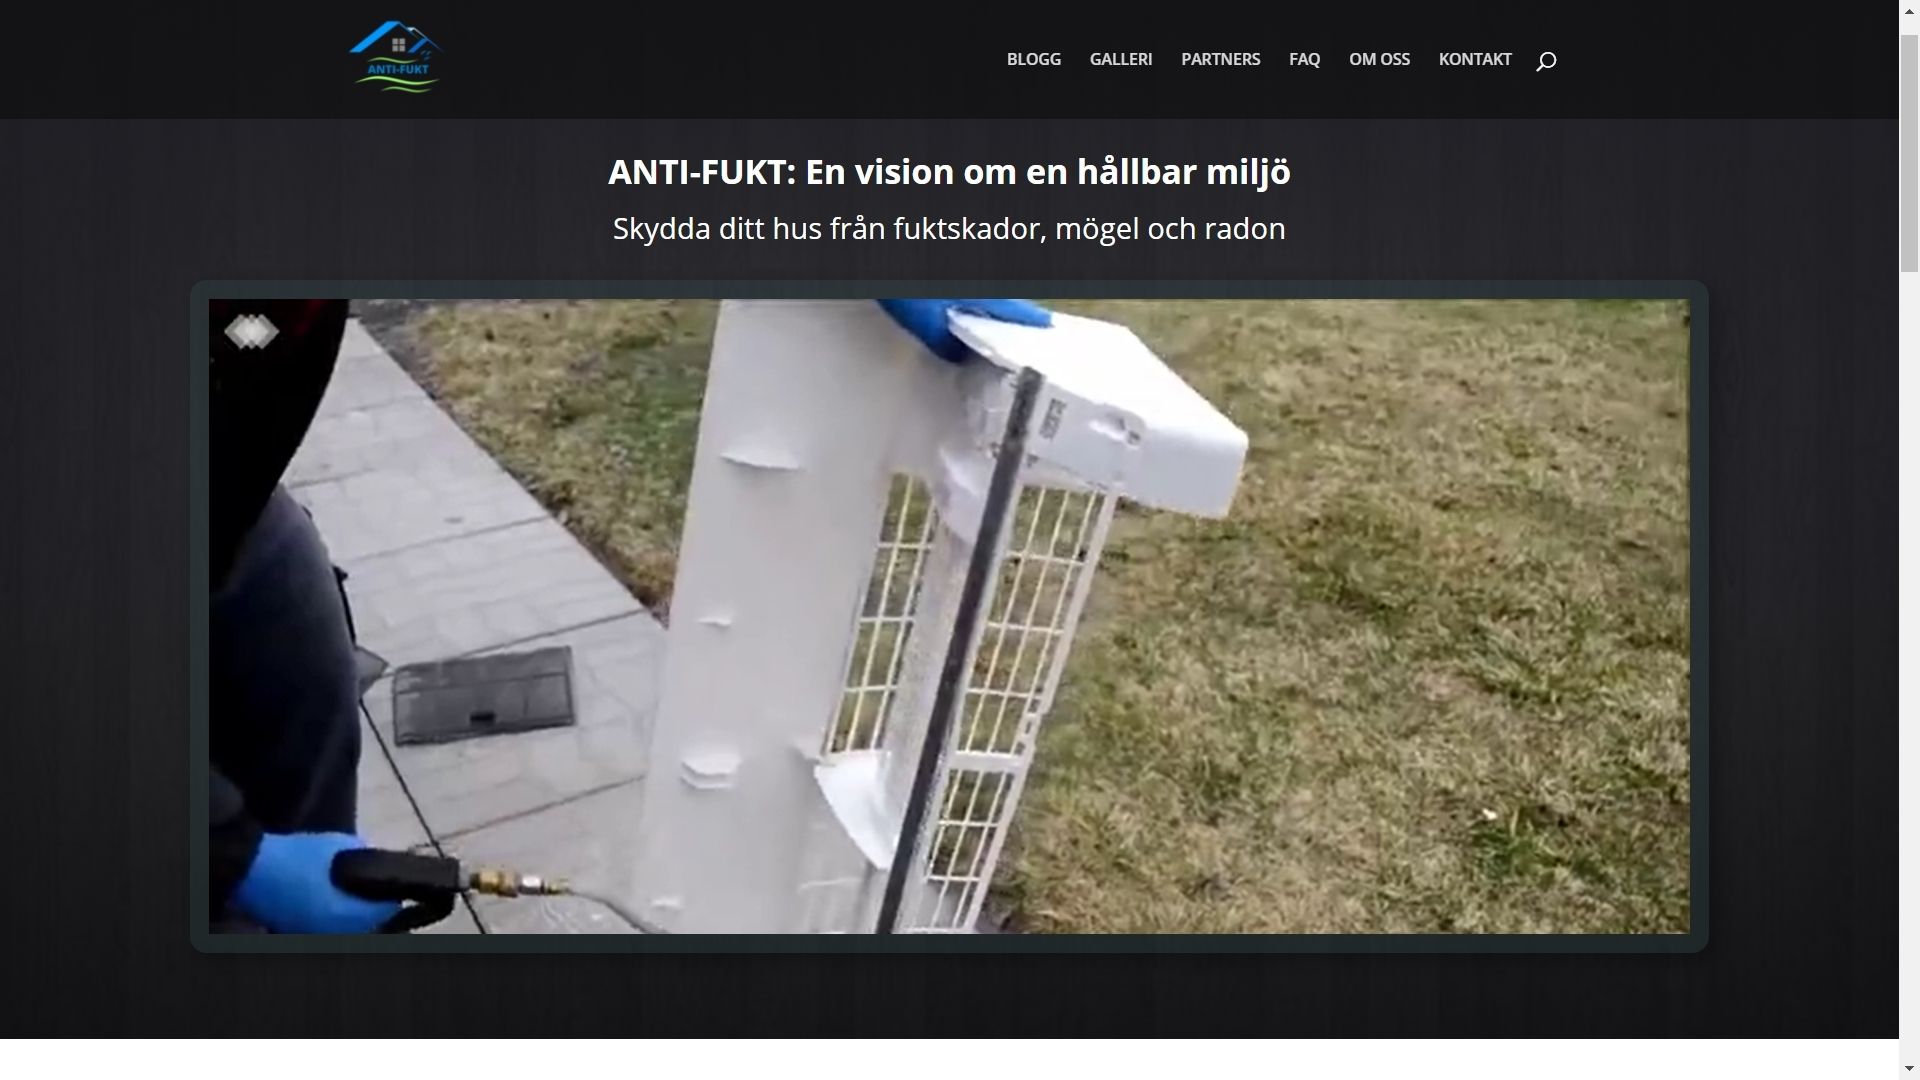 ANTI-FUKT
BLOGG GALLERI PARTNERS FAQ OM OSS KONTAKT
ANTI-FUKT: En vision om en hållbar miljö
Skydda ditt hus från fuktskador, mögel och radon